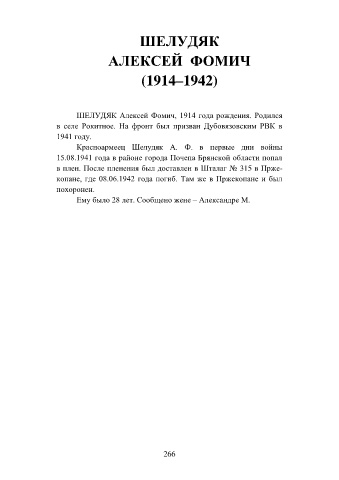 ШЕЛУДЯК
АЛЕКСЕЙ ФОМИЧ
(1914–1942)
ШЕЛУДЯК Алексей Фомич, 1914 года рождения. Родился
в селе Рокитное. На фронт был призван Дубовязовским РВК в
1941 году.
Красноармеец Шелудяк А. Ф. в первые дни войны
15.08.1941 года в районе города Почепа Брянской области попал
в плен. После пленения был доставлен в Шталаг № 315 в Прже-
копане, где 08.06.1942 года погиб. Там же в Пржекопане и был
похоронен.
Ему было 28 лет. Сообщено жене – Александре М.
266